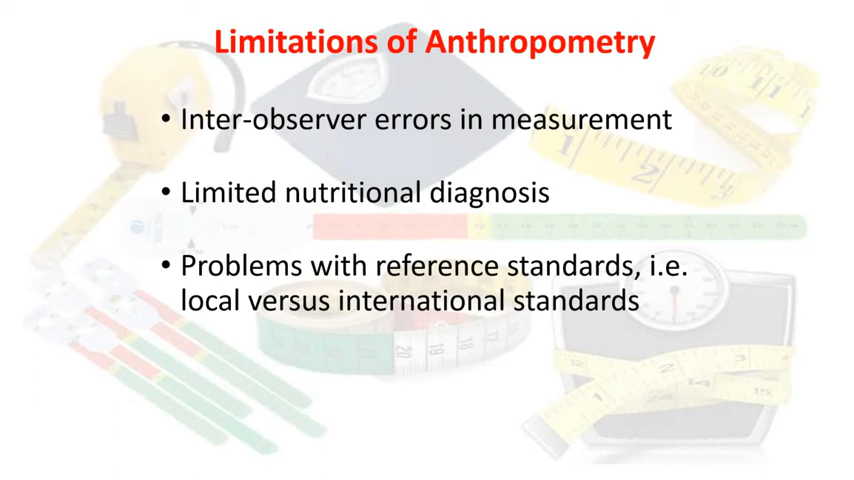 Limitations of Anthropometry
• Inter-observer errors in measurement
• Limited nutritional diagnosis
• Problems with reference standards, i.e.
local versus international standards